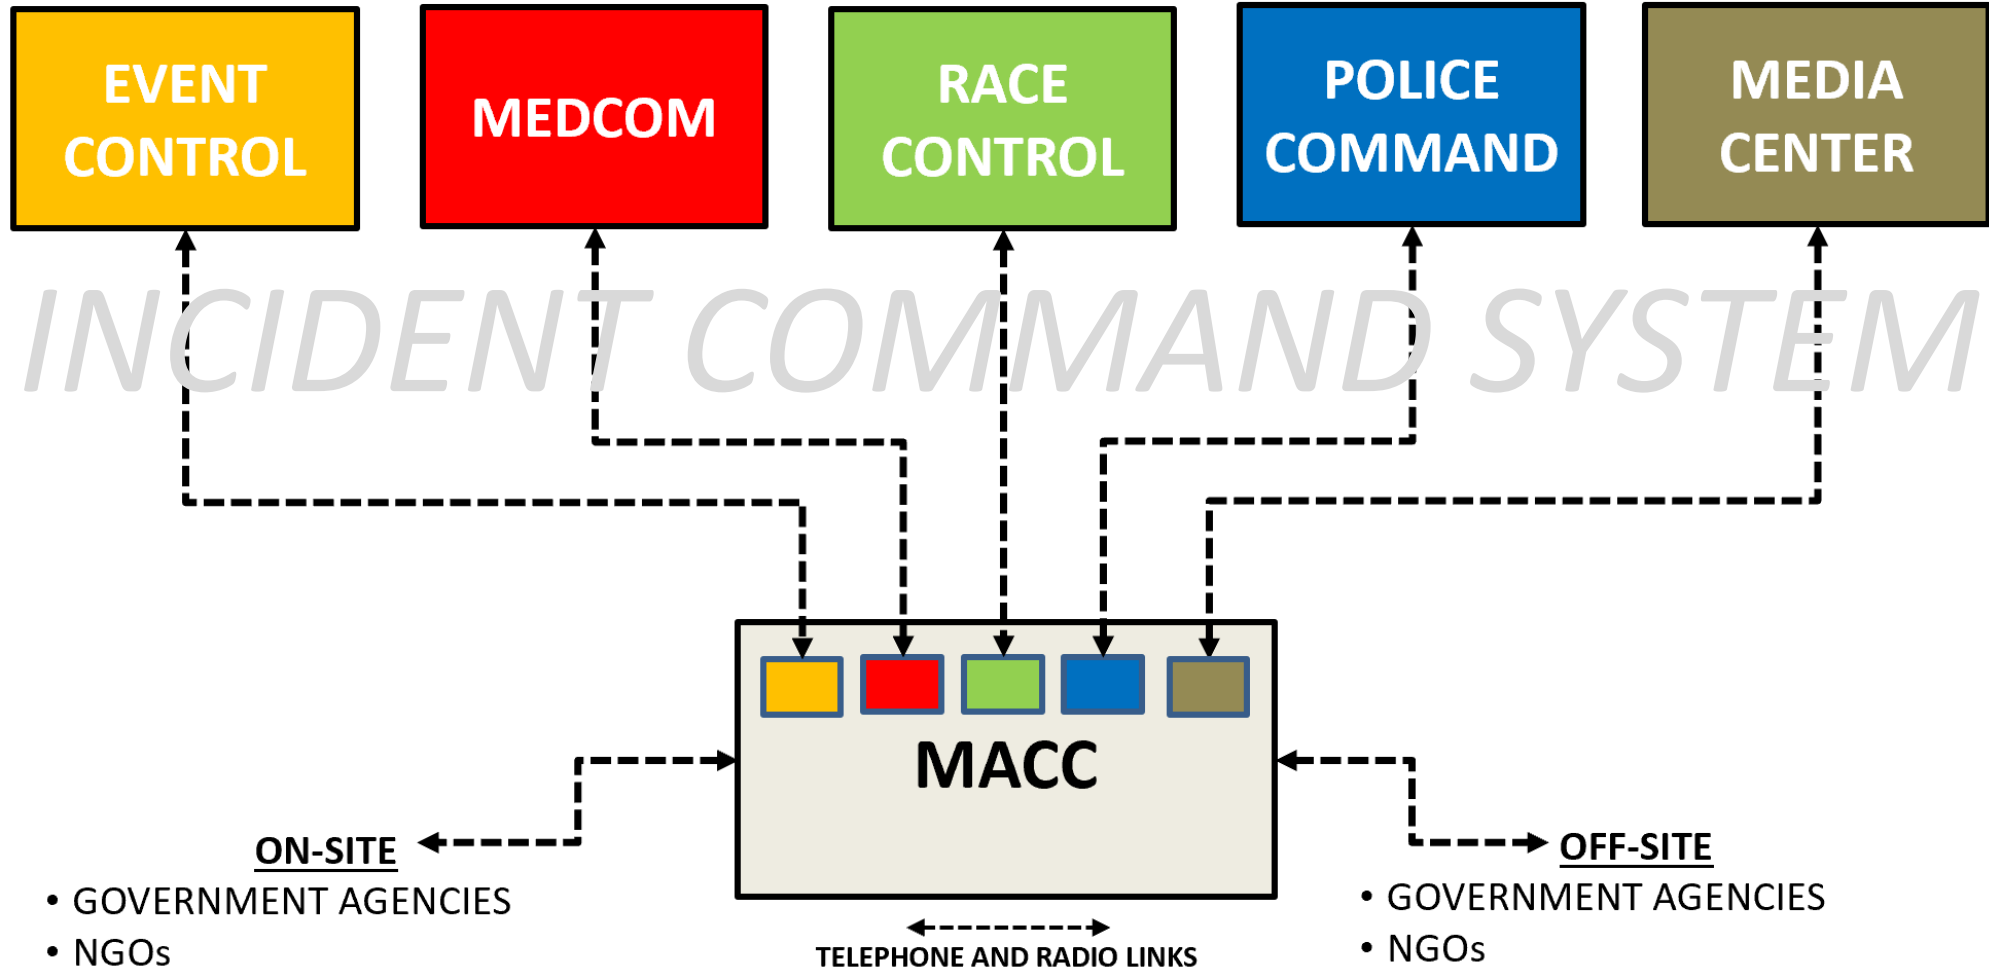 EVENT
CONTROL
MEDCOM
RACE
CONTROL
POLICE
COMMAND
MEDIA
CENTER
INCIDENT COMMAND SYSTEM
MACC
ON-SITE
• GOVERNMENT AGENCIES
• NGOs
OFF-SITE
• GOVERNMENT AGENCIES
• NGOs
TELEPHONE AND RADIO LINKS